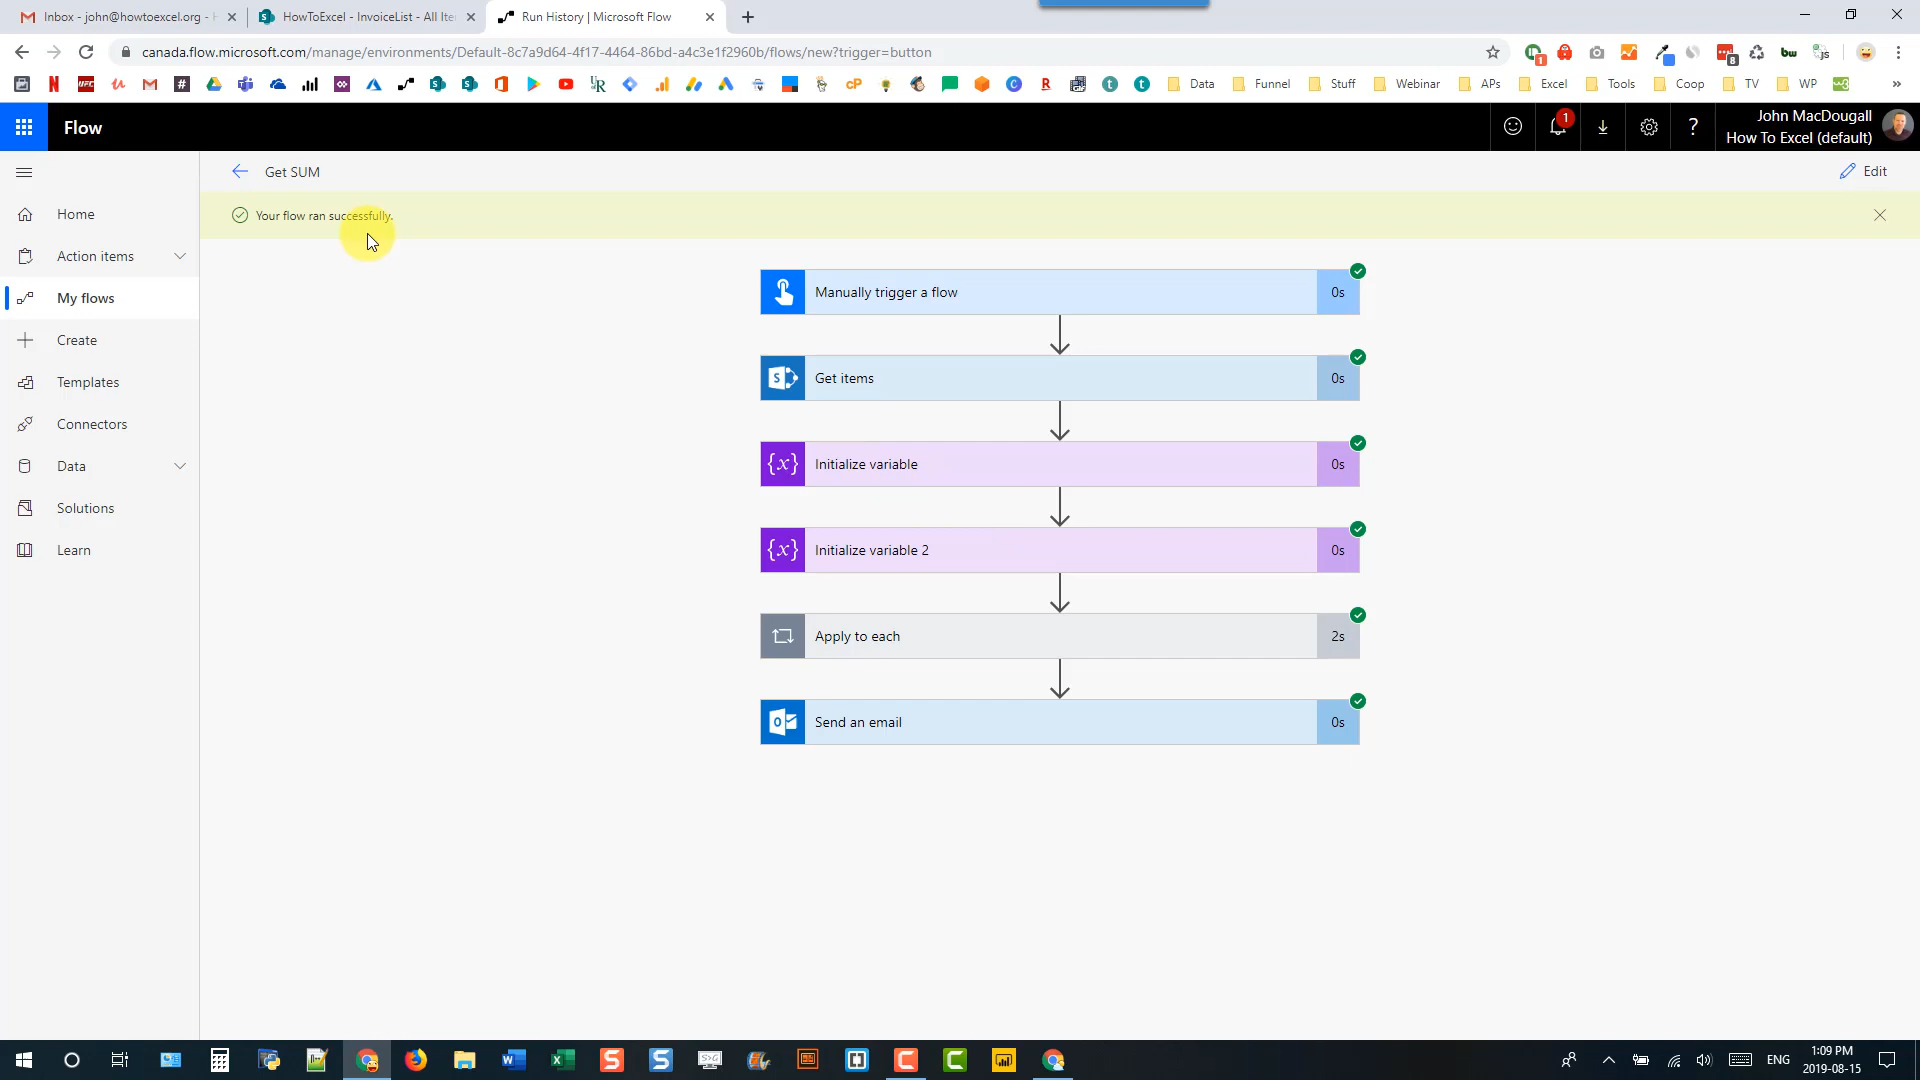 Inbox - john@howtoexcel.org -
HowToExcel - InvoiceList - All Ite
Run History | Microsoft Flow
canada.flow.microsoft.com/manage/environments/Default-8c7a9d64-4f17-4464-86bd-a4c3e1f2960b/flows/new?trigger=button
Data
Funnel
Stuff
Webinar
APIs
Excel
Tools
Coop
TV
WP
Flow
1
John MacDougall
How To Excel (default)
Get SUM
Edit
Your flow ran successfully.
Home
Action items
My flows
Create
Templates
Connectors
Data
Solutions
Learn
Manually trigger a flow
0s
Get items
0s
Initialize variable
0s
Initialize variable 2
0s
Apply to each
2s
Send an email
0s
ENG
1:09 PM
2019-08-15